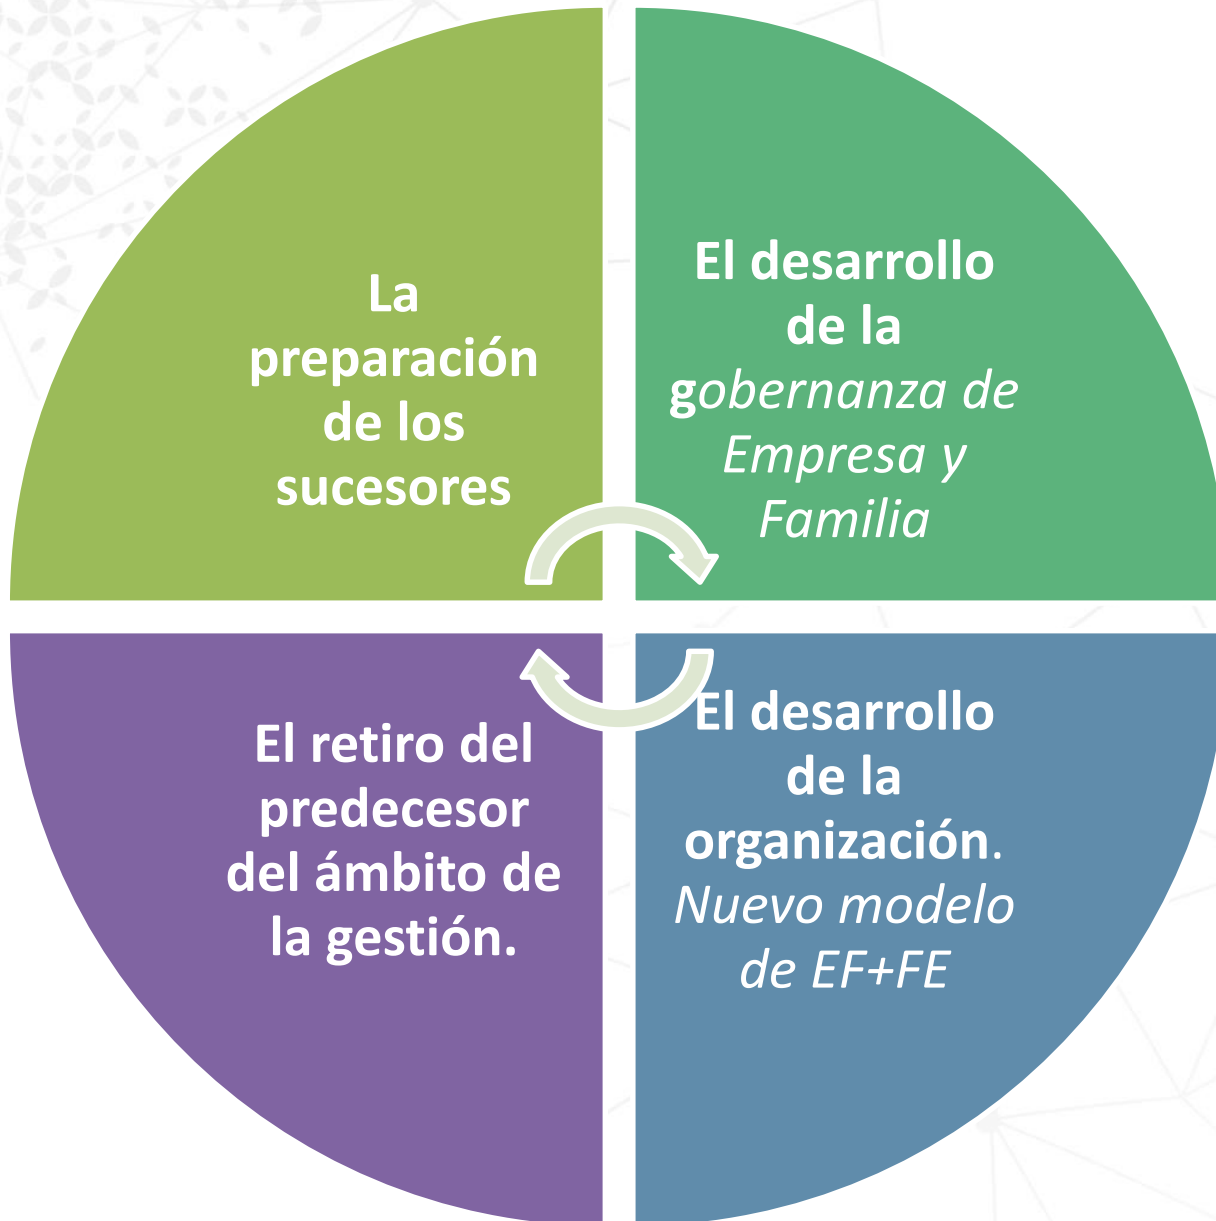 La
preparación
de los
sucesores
El desarrollo
de la
gobernanza de
Empresa y
Familia
El retiro del
predecesor
del ámbito de
la gestión.
El desarrollo
de la
organización.
Nuevo modelo
de EF+FE